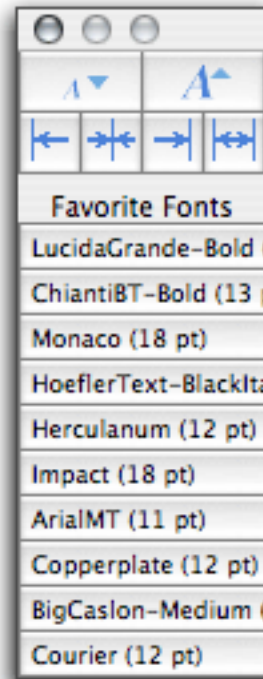 A A
Favorite Fonts
LucidaGrande-Bold
ChiantiBT-Bold (13
Monaco (18 pt)
HoeflerText-BlackIta
Herculanum (12 pt)
Impact (18 pt)
ArialMT (11 pt)
Copperplate (12 pt)
BigCaslon-Medium (
Courier (12 pt)